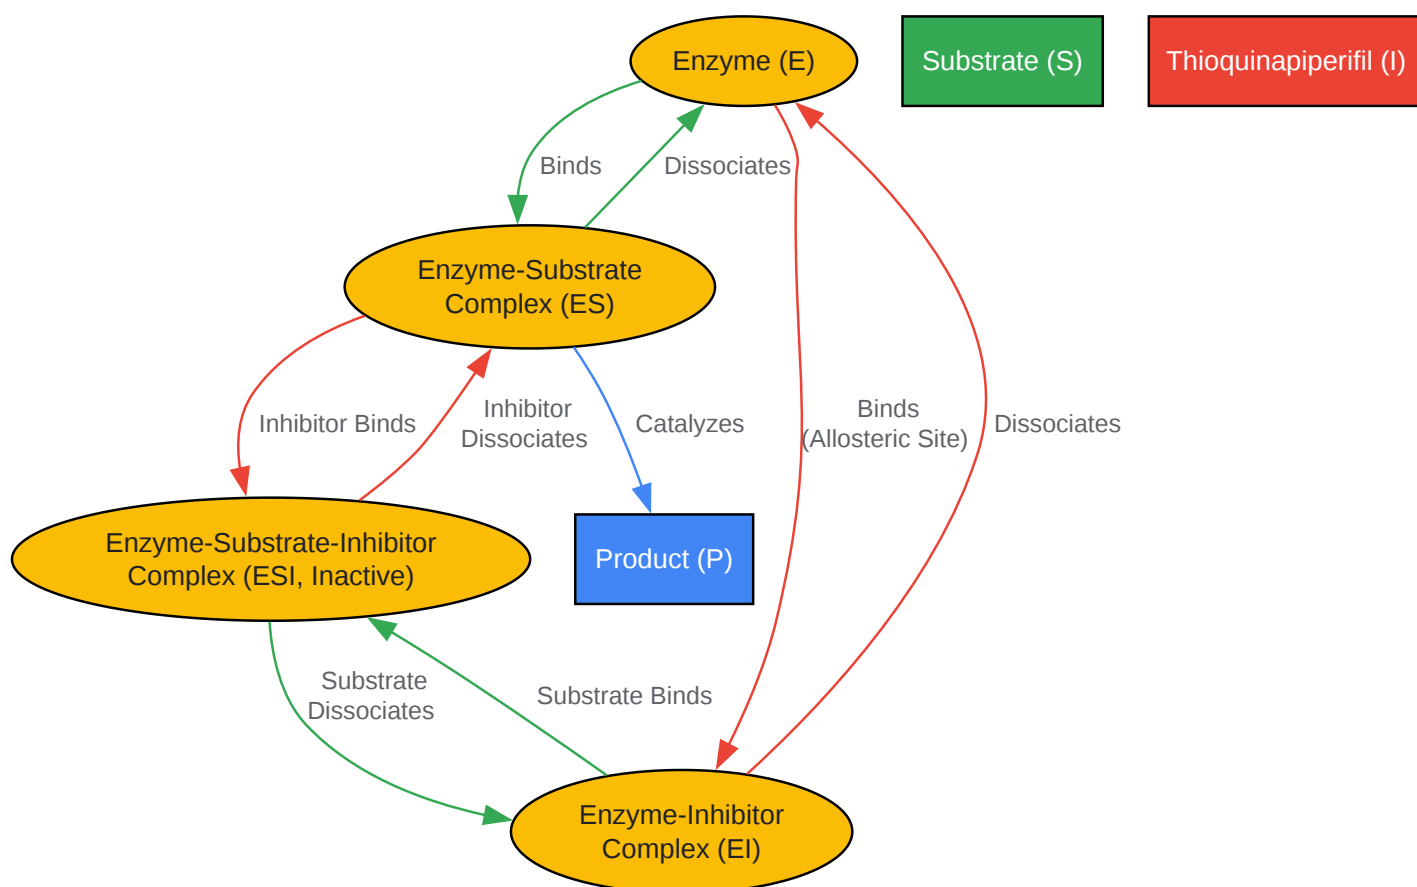 Enzyme (E)
Substrate (S)
Thioquinapiperifil (I)
Binds
Dissociates
Enzyme-Substrate
Complex (ES)
Inhibitor Binds
Inhibitor
Dissociates
Catalyzes
Binds
(Allosteric Site)
Dissociates
Enzyme-Substrate-Inhibitor
Complex (ESI, Inactive)
Product (P)
Substrate
Dissociates
Substrate Binds
Enzyme-Inhibitor
Complex (EI)